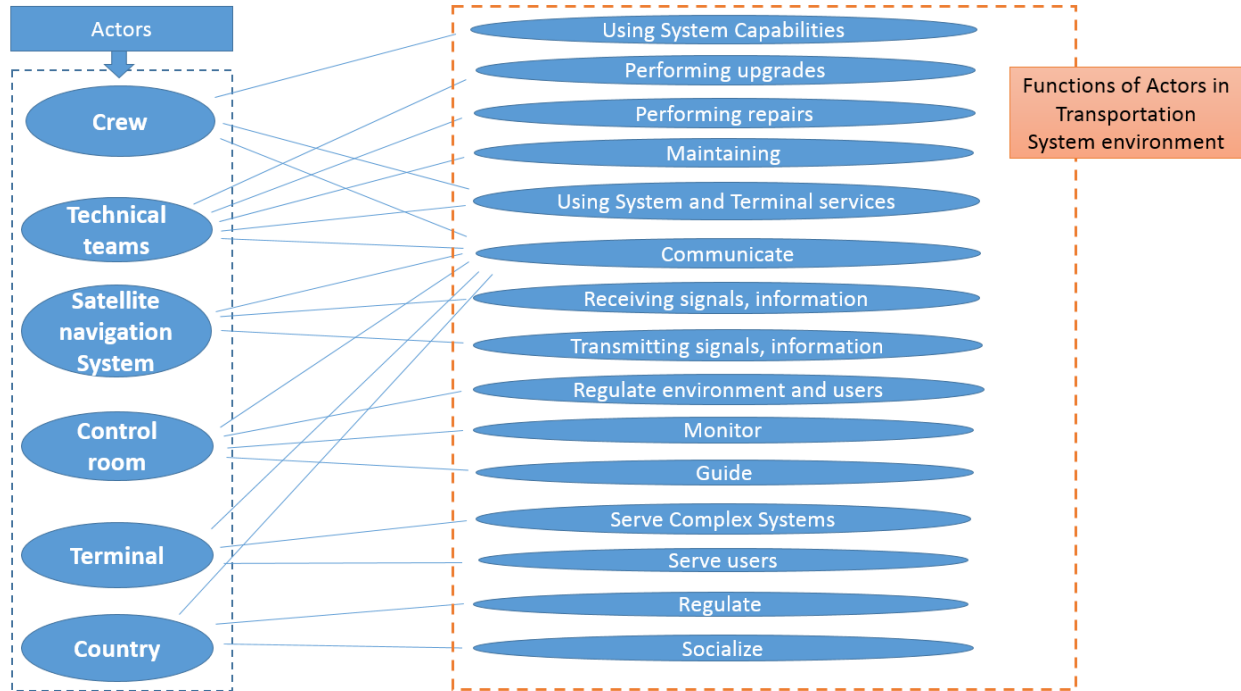 Actors
Crew
Technical
teams
Satellite
navigation
System
Control
room
Terminal
Country
Using System Capabilities
Performing upgrades
Performing repairs
Maintaining
Using System and Terminal services
Communicate
Receiving signals, information
Transmitting signals, information
Regulate environment and users
Monitor
Guide
Serve Complex Systems
Serve users
Regulate
Socialize
Functions of Actors in
Transportation
System environment